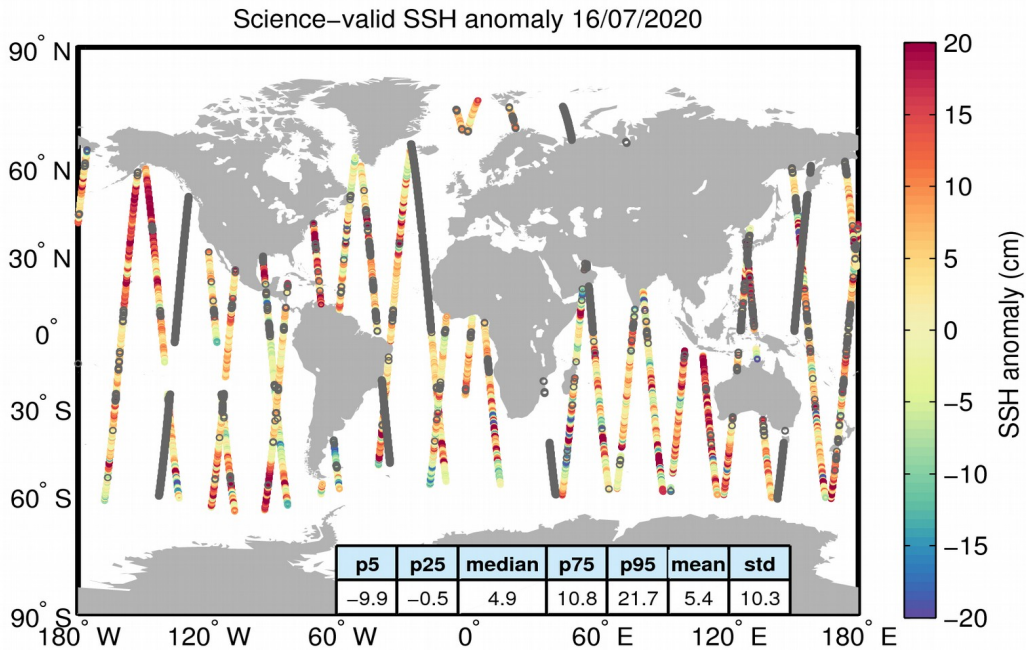 Science−valid SSH anomaly 16/07/2020
90° N
60° N
30° N
0°
30° S
60° S
90° S
180° W
120° W
60° W
0°
60° E
120° E
180° E
p5 p25 median p75 p95 mean std
−9.9 −0.5 4.9 10.8 21.7 5.4 10.3
20
15
10
5
0
−5
−10
−15
−20
SSH anomaly (cm)